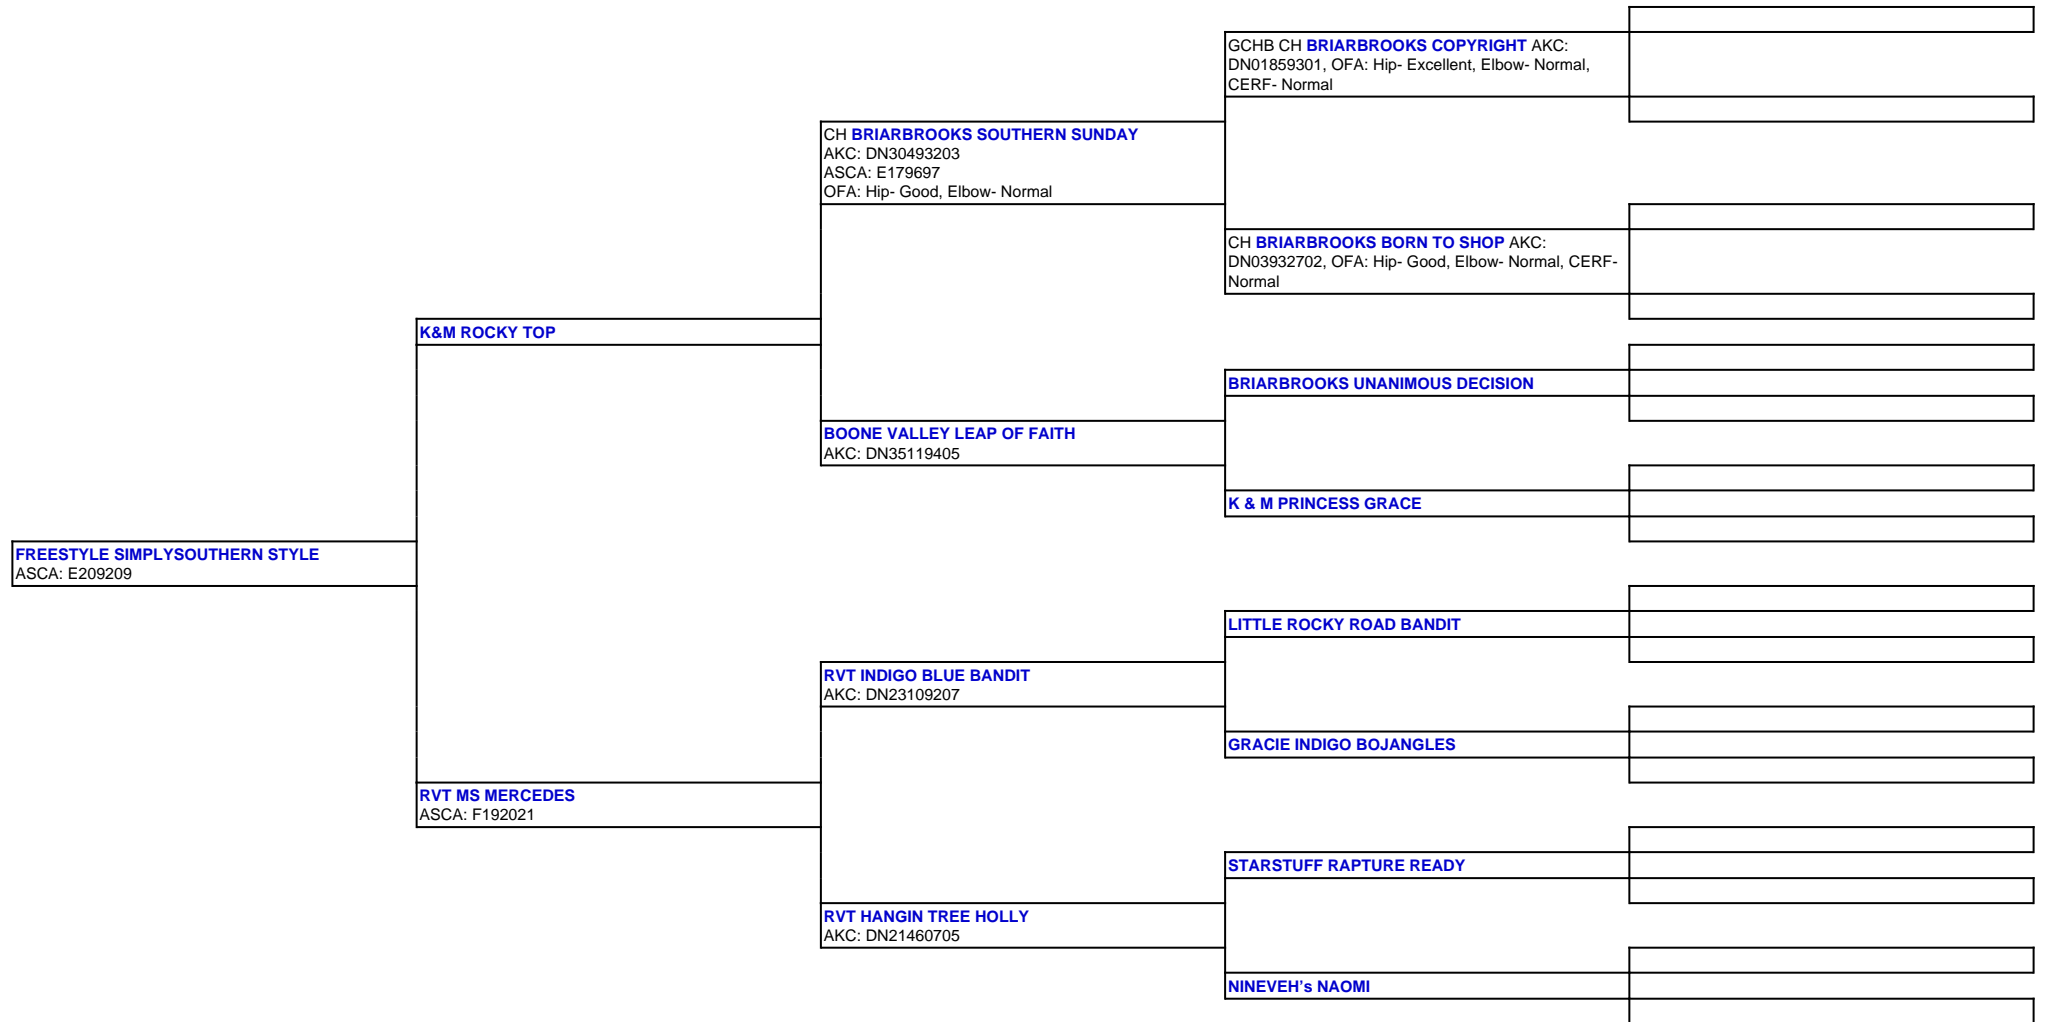 GCHB CH BRIARBROOKS COPYRIGHT AKC:
DN01859301, OFA: Hip- Excellent, Elbow- Normal,
CERF- Normal
CH BRIARBROOKS SOUTHERN SUNDAY
AKC: DN30493203
ASCA: E179697
OFA: Hip- Good, Elbow- Normal
CH BRIARBROOKS BORN TO SHOP AKC:
DN03932702, OFA: Hip- Good, Elbow- Normal, CERF-
Normal
K&M ROCKY TOP
BRIARBROOKS UNANIMOUS DECISION
BOONE VALLEY LEAP OF FAITH
AKC: DN35119405
K & M PRINCESS GRACE
FREESTYLE SIMPLYSOUTHERN STYLE
ASCA: E209209
LITTLE ROCKY ROAD BANDIT
RVT INDIGO BLUE BANDIT
AKC: DN23109207
GRACIE INDIGO BOJANGLES
RVT MS MERCEDES
ASCA: F192021
STARSTUFF RAPTURE READY
RVT HANGIN TREE HOLLY
AKC: DN21460705
NINEVEH's NAOMI